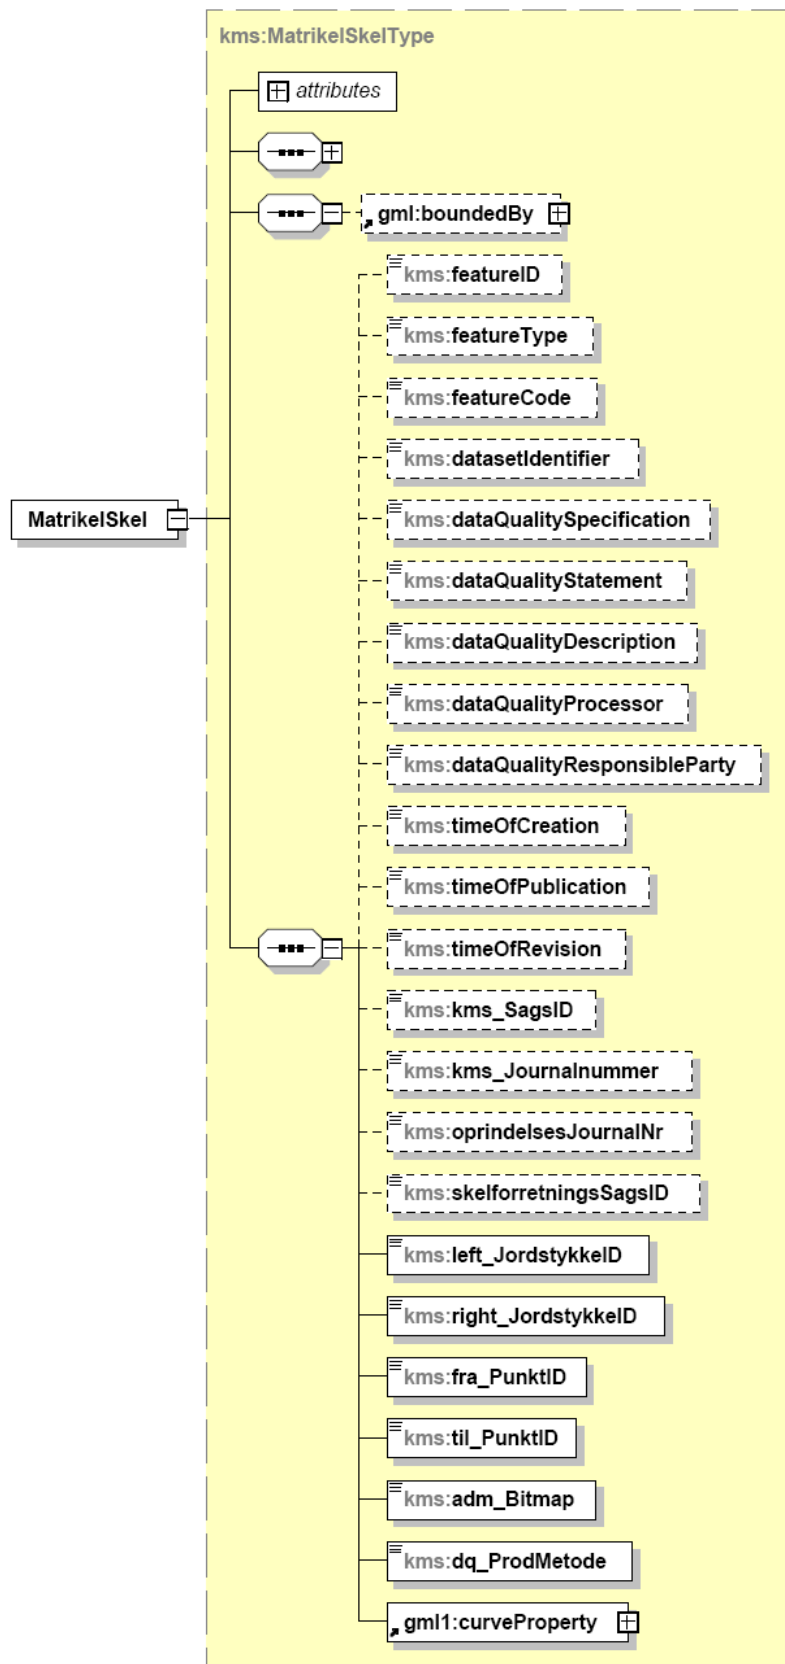 kms:MatrikelSkelType
attributes
gml:boundedBy
kms:featureID
kms:featureType
kms:featureCode
kms:datasetIdentifier
MatrikelSkel
kms:dataQualitySpecification
kms:dataQualityStatement
kms:dataQualityDescription
kms:dataQualityProcessor
kms:dataQualityResponsibleParty
kms:timeOfCreation
kms:timeOfPublication
kms:timeOfRevision
kms:kms_SagsID
kms:kms_Journalnummer
kms:oprindelsesJournalNr
kms:skelforretningsSagsID
kms:left_JordstykkeID
kms:right_JordstykkeID
kms:fra_PunktID
kms:til_PunktID
kms:adm_Bitmap
kms:dq_ProdMetode
gml1:curveProperty